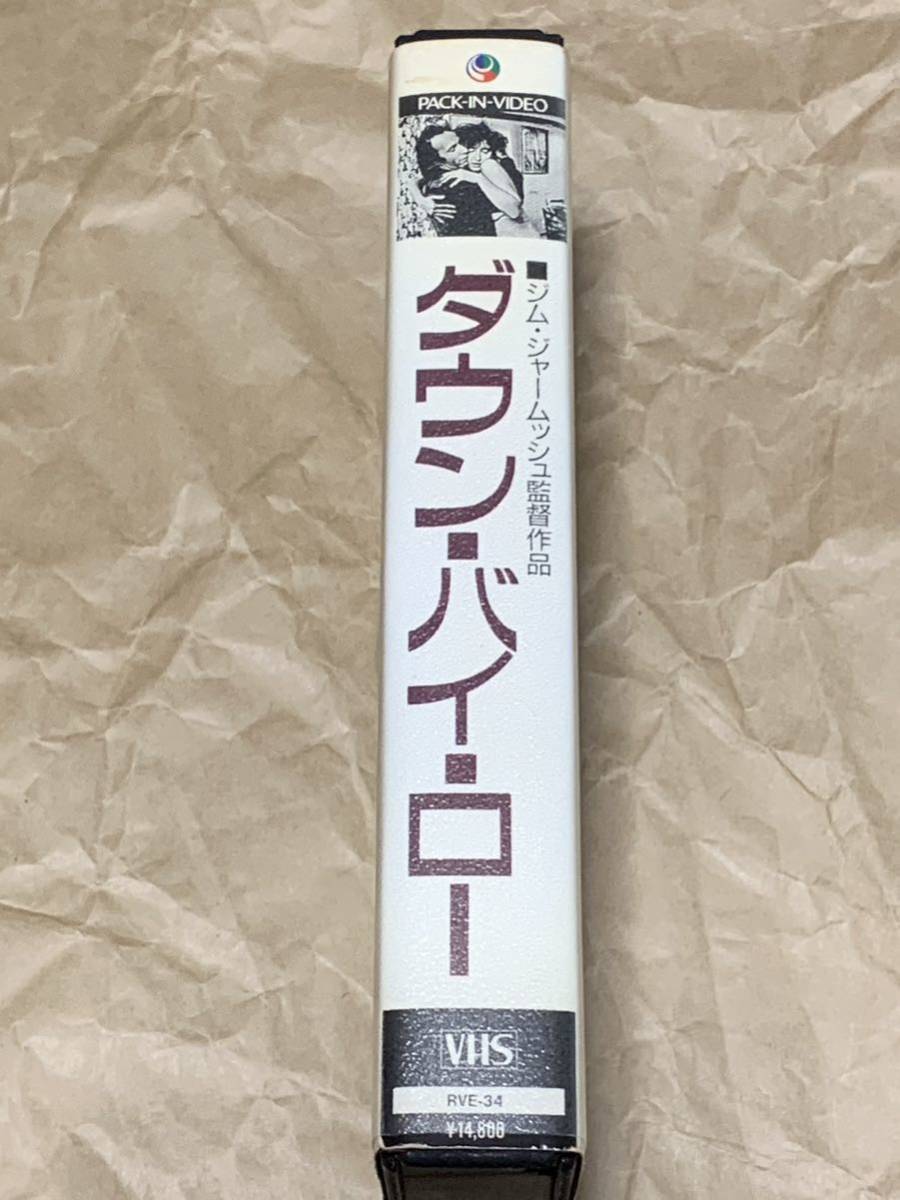 PACK-IN-VIDEO
■ジム・ジャームッシュ監督作品
ダウン・バイ・ロー
VHS
RVE-34
¥14,800